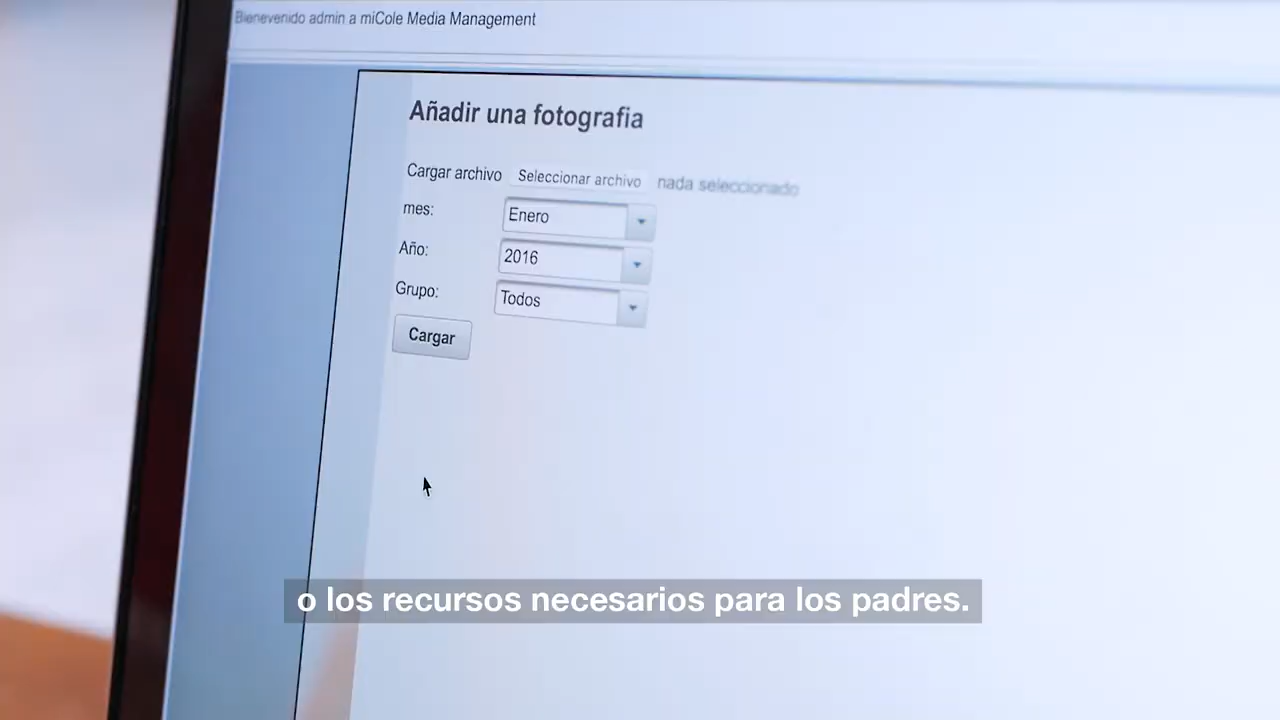 Bienevenido admin a miCole Media Management
Añadir una fotografia
Cargar archivo Seleccionar archivo nada seleccionado
mes: Enero
Año: 2016
Grupo: Todos
Cargar
o los recursos necesarios para los padres.